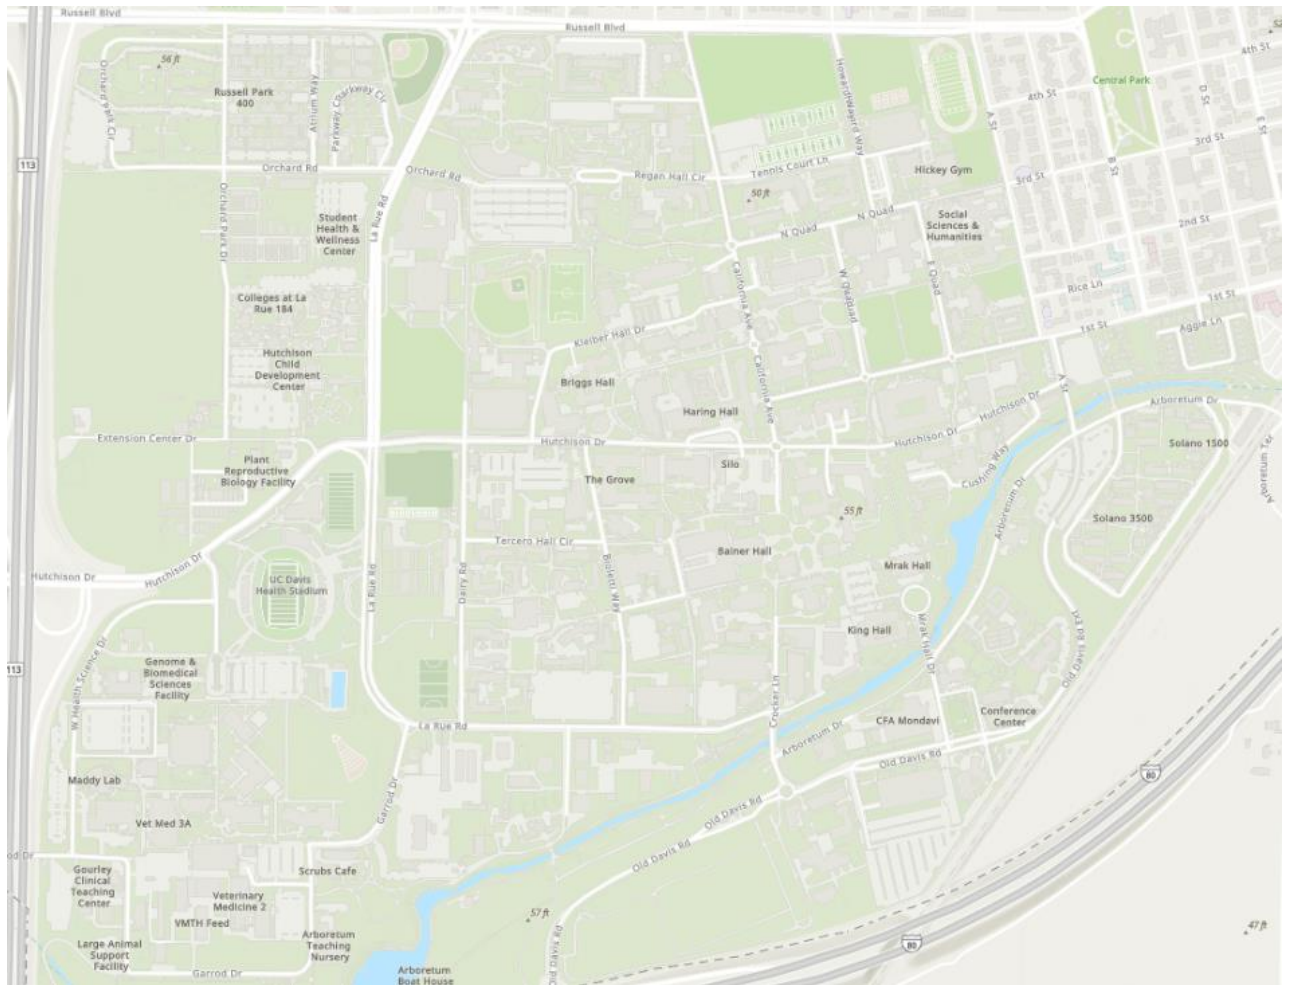 Russell Blvd
Russell Blvd
56 ft
Orchard Park Cir
Russell Park
400
Atrium Way
Parkway Cir
Parkway Cir
Howard Way
Central Park
4th St
4th St
D St
E St
A St
B St
3rd St
3rd St
113
Orchard Rd
Orchard Rd
Regan Hall Cir
Tennis Court Ln
Hickey Gym
50 ft
Orchard Park Dr
La Rue Rd
Student
Health &
Wellness
Center
N Quad
N Quad
Social
Sciences &
Humanities
2nd St
California Ave
W Quad
E Quad
Rice Ln
1st St
1st St
Aggie Ln
Colleges at La
Rue 184
Kleiber Hall Dr
Hutchison
Child
Development
Center
Briggs Hall
California Ave
Haring Hall
A St
Arboretum Dr
Hutchison Dr
Extension Center Dr
Hutchison Dr
Hutchison Dr
Solano 1500
Plant
Reproductive
Biology Facility
Silo
The Grove
Cushing Way
Arboretum Dr
Solano 3500
55 ft
Tercero Hall Cir
Bainer Hall
Mrak Hall
Hutchison Dr
Hutchison Dr
UC Davis
Health Stadium
La Rue Rd
Dairy Rd
Bioletti Way
King Hall
Mrak Hall Dr
Old Davis Rd
113
W Health Science Dr
Genome &
Biomedical
Sciences
Facility
La Rue Rd
Crocker Ln
Arboretum Dr
CFA Mondavi
Conference
Center
Old Davis Rd
Maddy Lab
Garrod Dr
80
Vet Med 3A
Old Davis Rd
Old Davis Rd
Gourley
Clinical
Teaching
Center
Scrubs Cafe
Veterinary
Medicine 2
VMTH Feed
57 ft
47 ft
Large Animal
Support
Facility
Arboretum
Teaching
Nursery
Garrod Dr
Arboretum
Boat House
Old Davis Rd
80